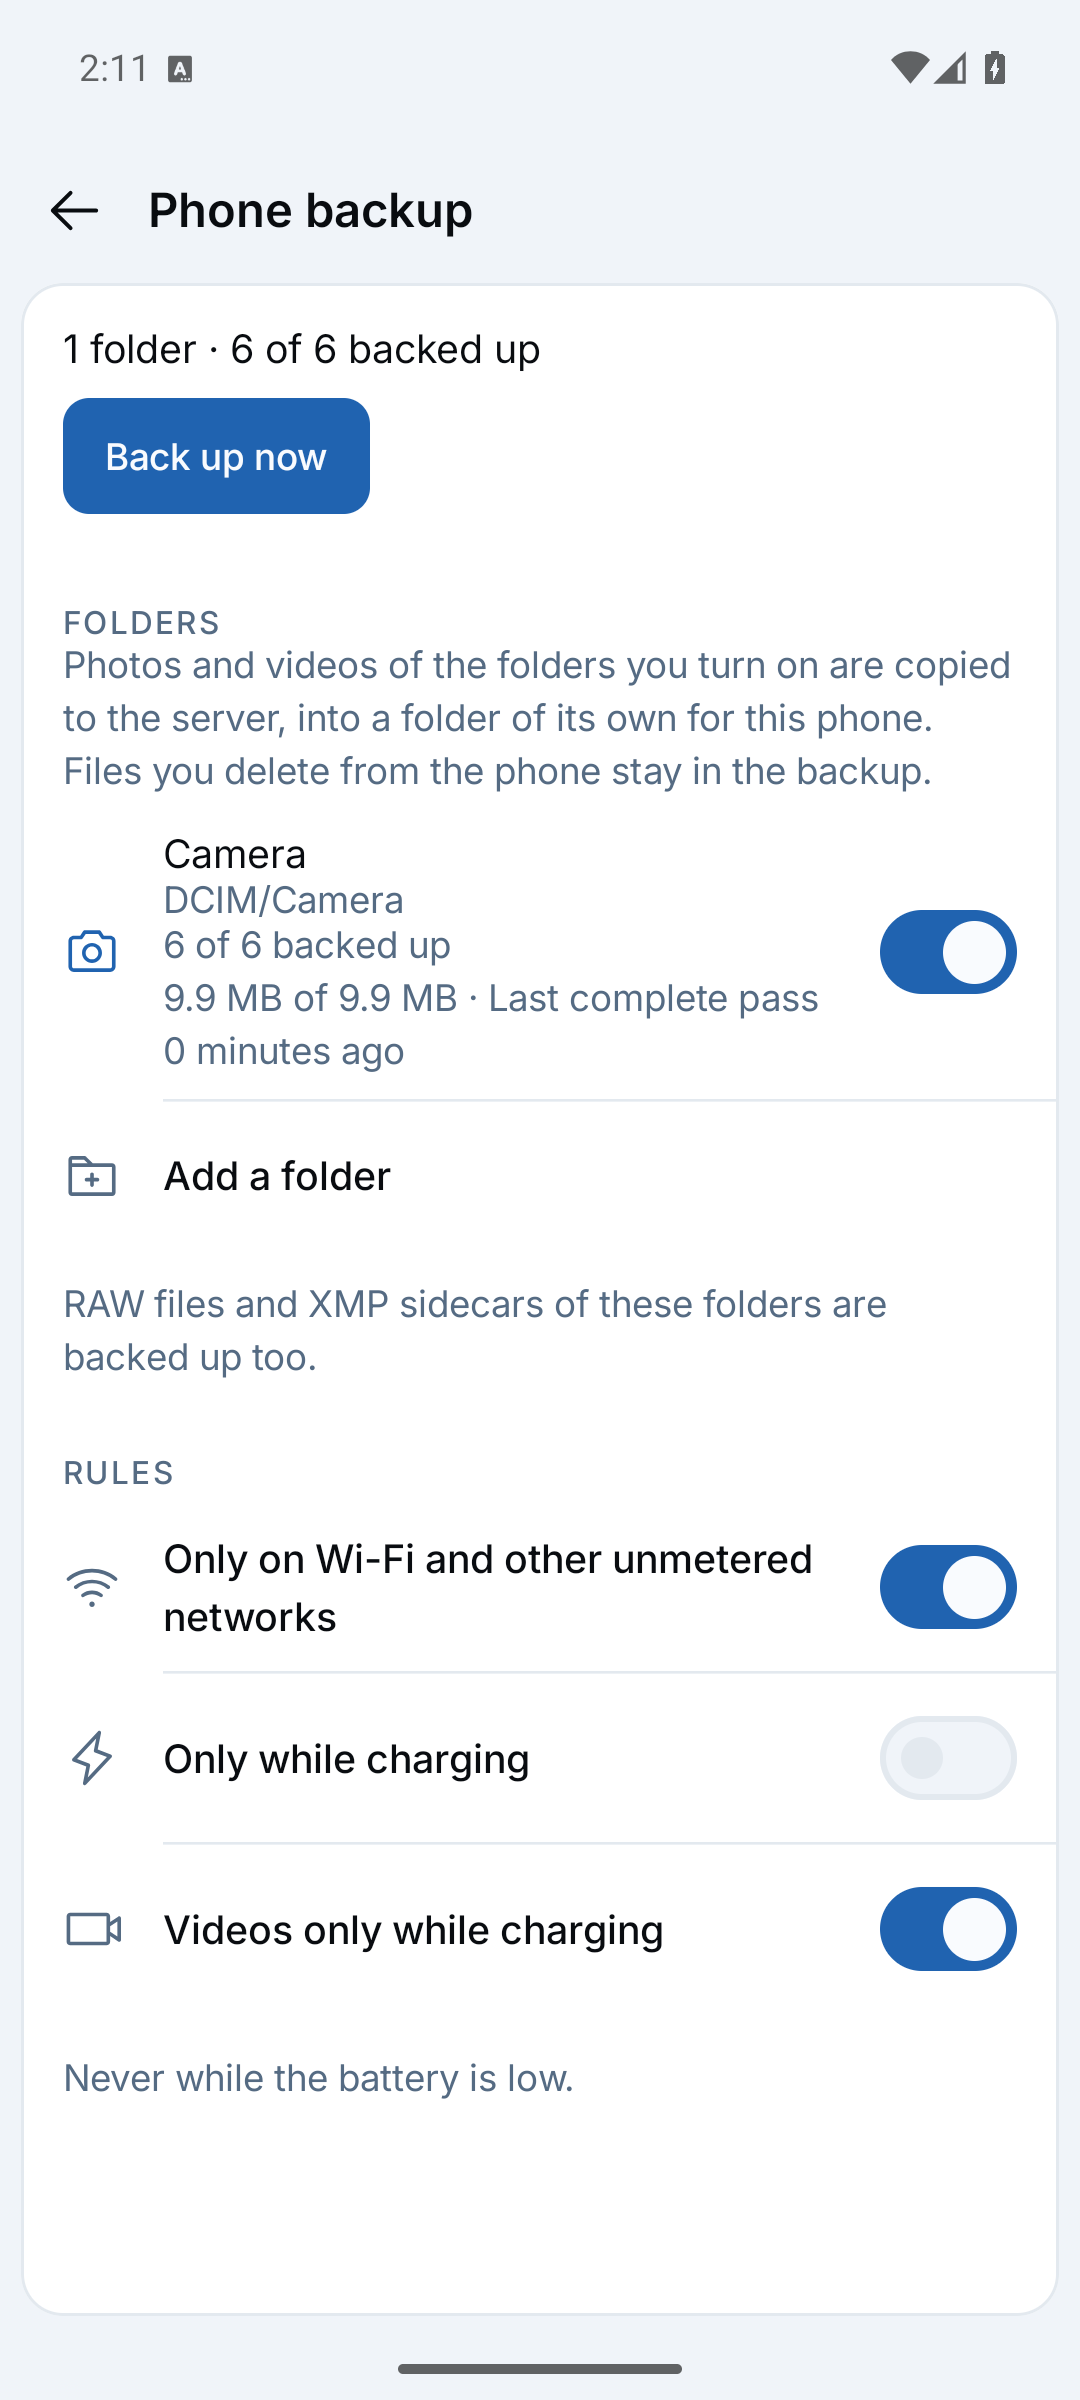 2:11
Phone backup
1 folder · 6 of 6 backed up
Back up now
FOLDERS
Photos and videos of the folders you turn on are copied
to the server, into a folder of its own for this phone.
Files you delete from the phone stay in the backup.
Camera
DCIM/Camera
6 of 6 backed up
9.9 MB of 9.9 MB · Last complete pass
0 minutes ago
Add a folder
RAW files and XMP sidecars of these folders are
backed up too.
RULES
Only on Wi-Fi and other unmetered
networks
Only while charging
Videos only while charging
Never while the battery is low.